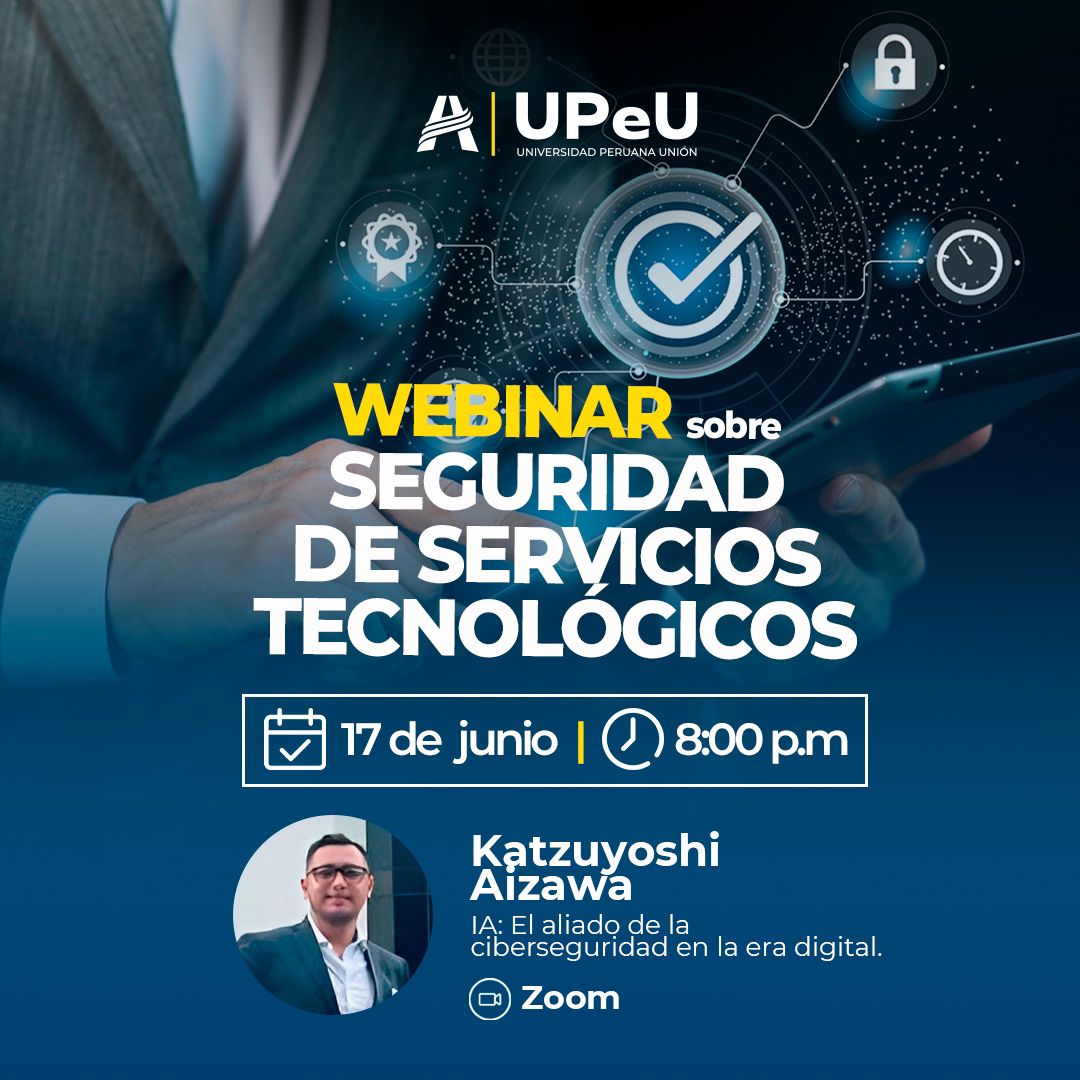 UPeU
UNIVERSIDAD PERUANA UNIÓN
WEBINAR sobre
SEGURIDAD
DE SERVICIOS
TECNOLÓGICOS
17 de junio | 8:00 p.m
Katzuyoshi
Aizawa
IA: El aliado de la
ciberseguridad en la era digital.
Zoom